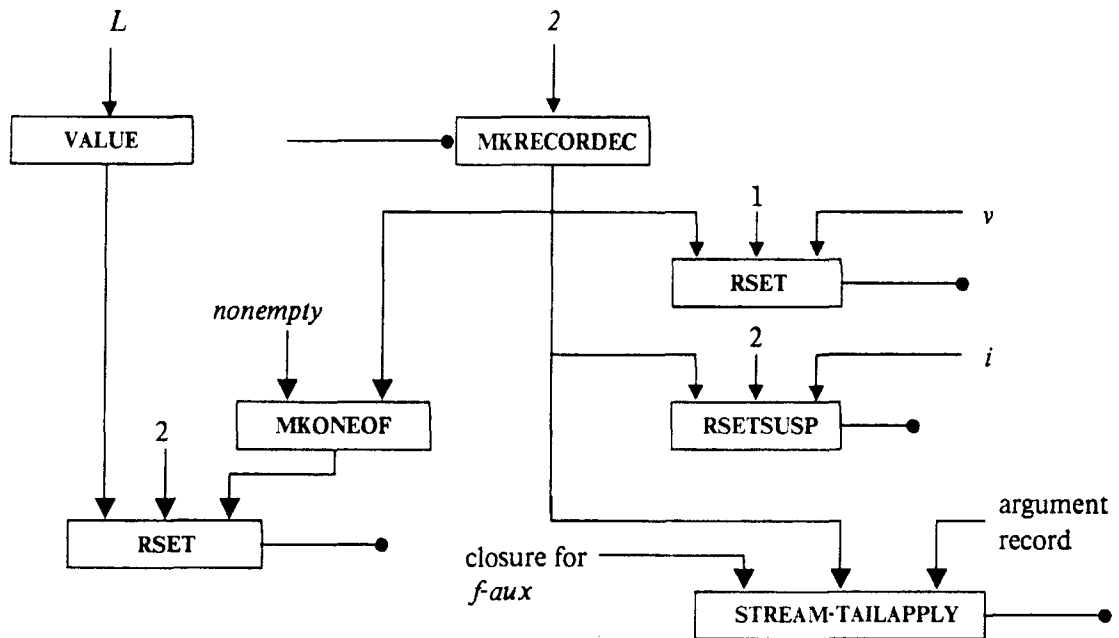 L
2
VALUE
MKRECORDEC
1
v
RSET
nonempty
2
i
MKONEOF
RSETSUSP
2
RSET
argument
record
closure for
f-aux
STREAM-TAILAPPLY